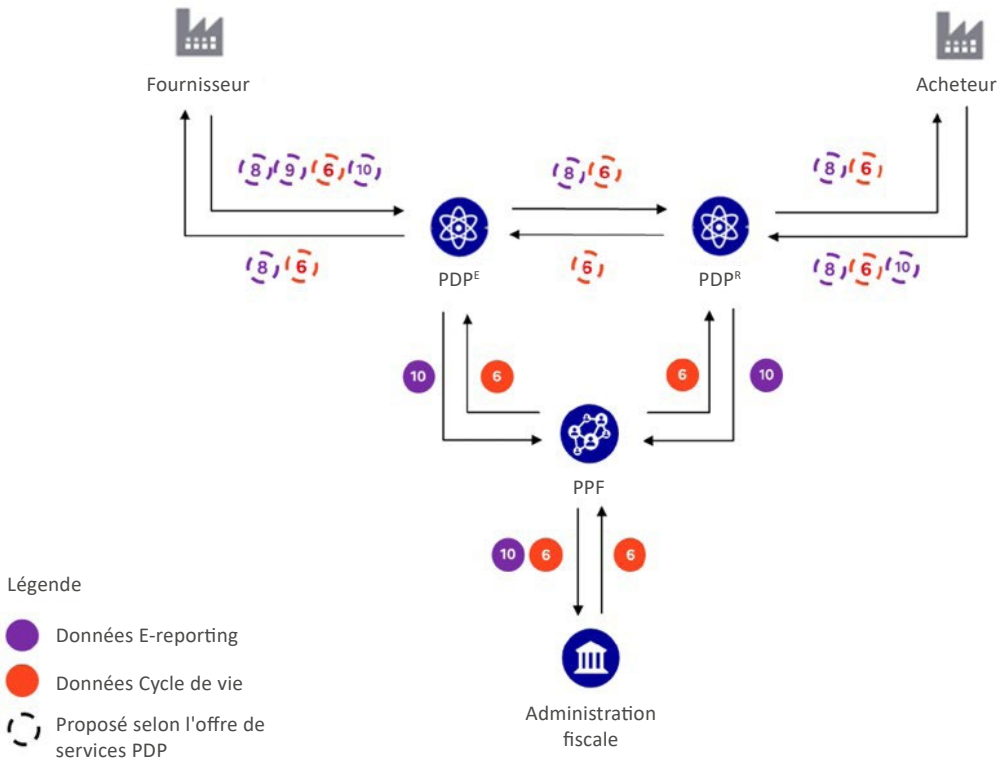 Fournisseur
Acheteur
8 9 6 10
8 6
8 6
8 6
6
8 6 10
PDPE
PDPR
10
6
6
10
PPF
10 6
6
Légende
Données E-reporting
Données Cycle de vie
Proposé selon l'offre de
services PDP
Administration
fiscale